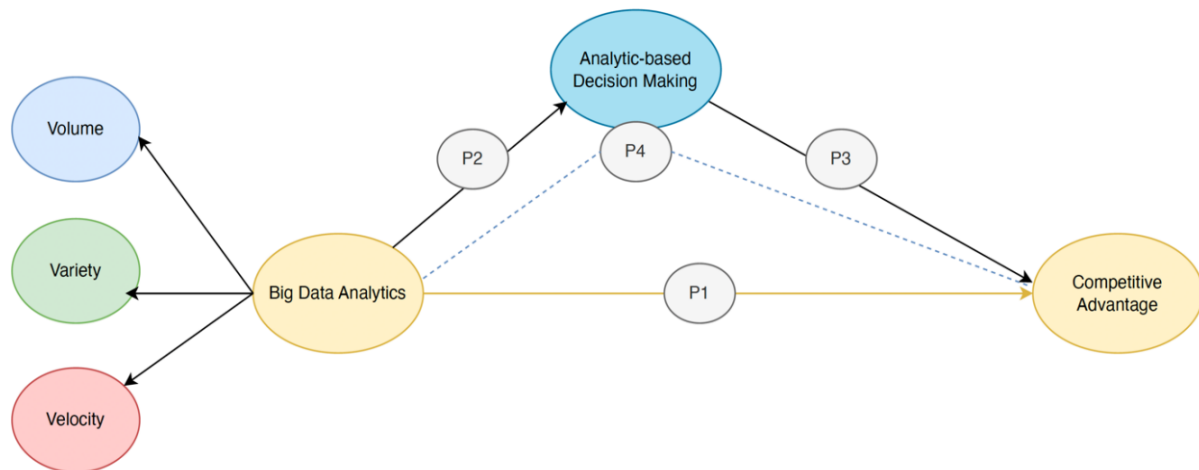 Analytic-based
Decision Making
Volume
P2
P4
P3
Variety
Big Data Analytics
P1
Competitive
Advantage
Velocity